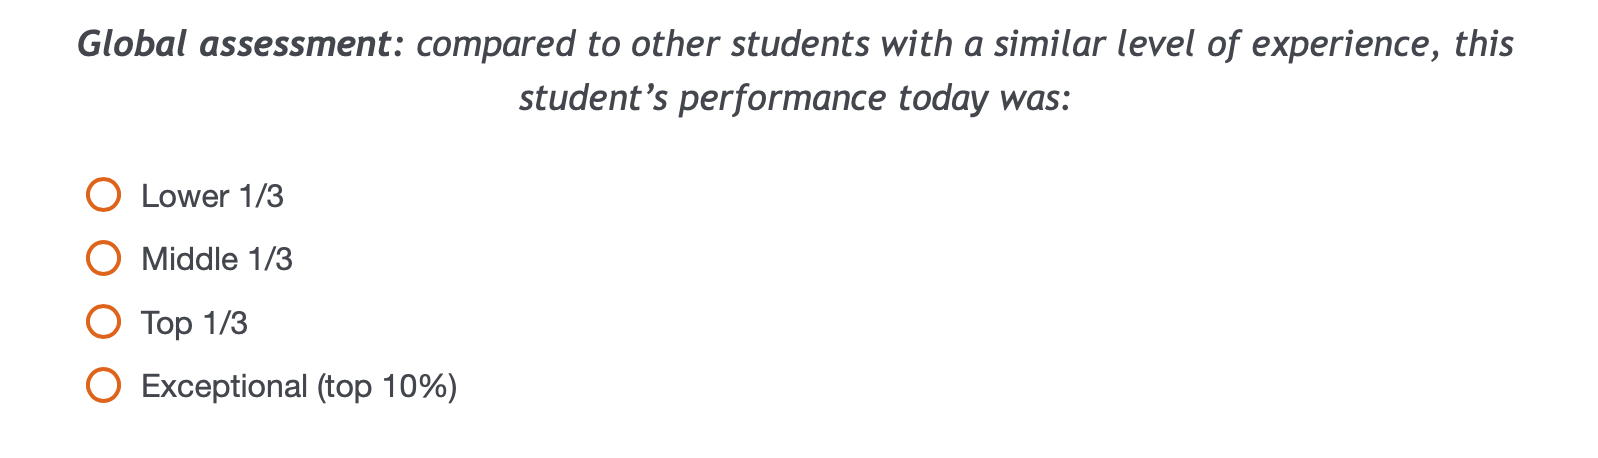 Global assessment: compared to other students with a similar level of experience, this
student’s performance today was:
Lower 1/3
Middle 1/3
Top 1/3
Exceptional (top 10%)